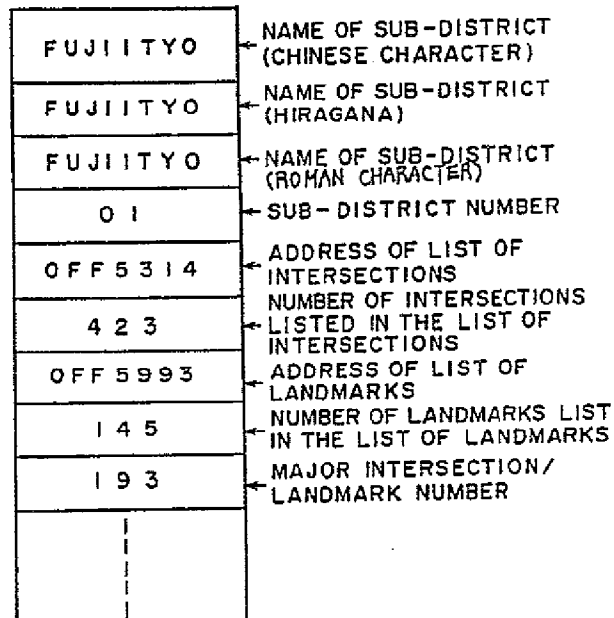 FUJIITYO
NAME OF SUB-DISTRICT
(CHINESE CHARACTER)
FUJIITYO
NAME OF SUB-DISTRICT
(HIRAGANA)
FUJIITYO
NAME OF SUB-DISTRICT
(ROMAN CHARACTER)
01
SUB-DISTRICT NUMBER
OFF5314
ADDRESS OF LIST OF
INTERSECTIONS
423
NUMBER OF INTERSECTIONS
LISTED IN THE LIST OF
INTERSECTIONS
OFF5993
ADDRESS OF LIST OF
LANDMARKS
145
NUMBER OF LANDMARKS LIST
IN THE LIST OF LANDMARKS
193
MAJOR INTERSECTION/
LANDMARK NUMBER